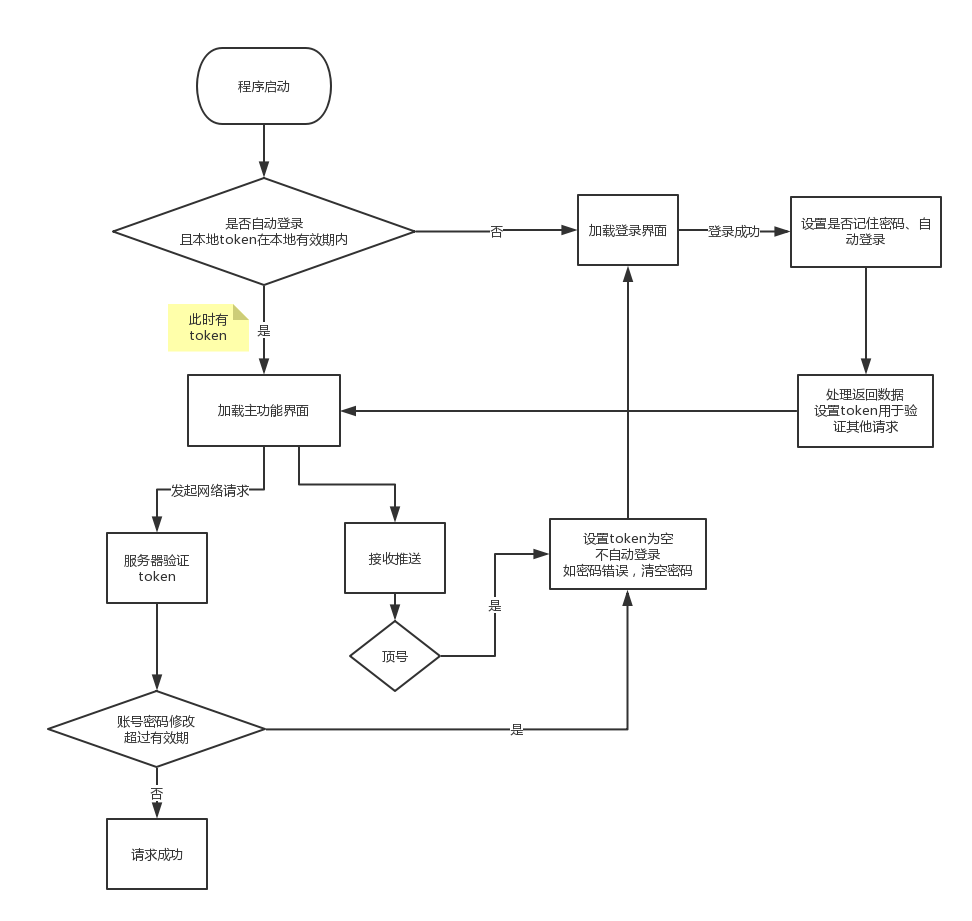 程序启动
是否自动登录
且本地token在本地有效期内
否
加载登录界面
登录成功
设置是否记住密码、自
动登录
此时有
token
是
加载主功能界面
处理返回数据
设置token用于验
证其他请求
发起网络请求
服务器验证
token
接收推送
设置token为空
不自动登录
如密码错误，清空密码
是
顶号
账号密码修改
超过有效期
是
否
请求成功